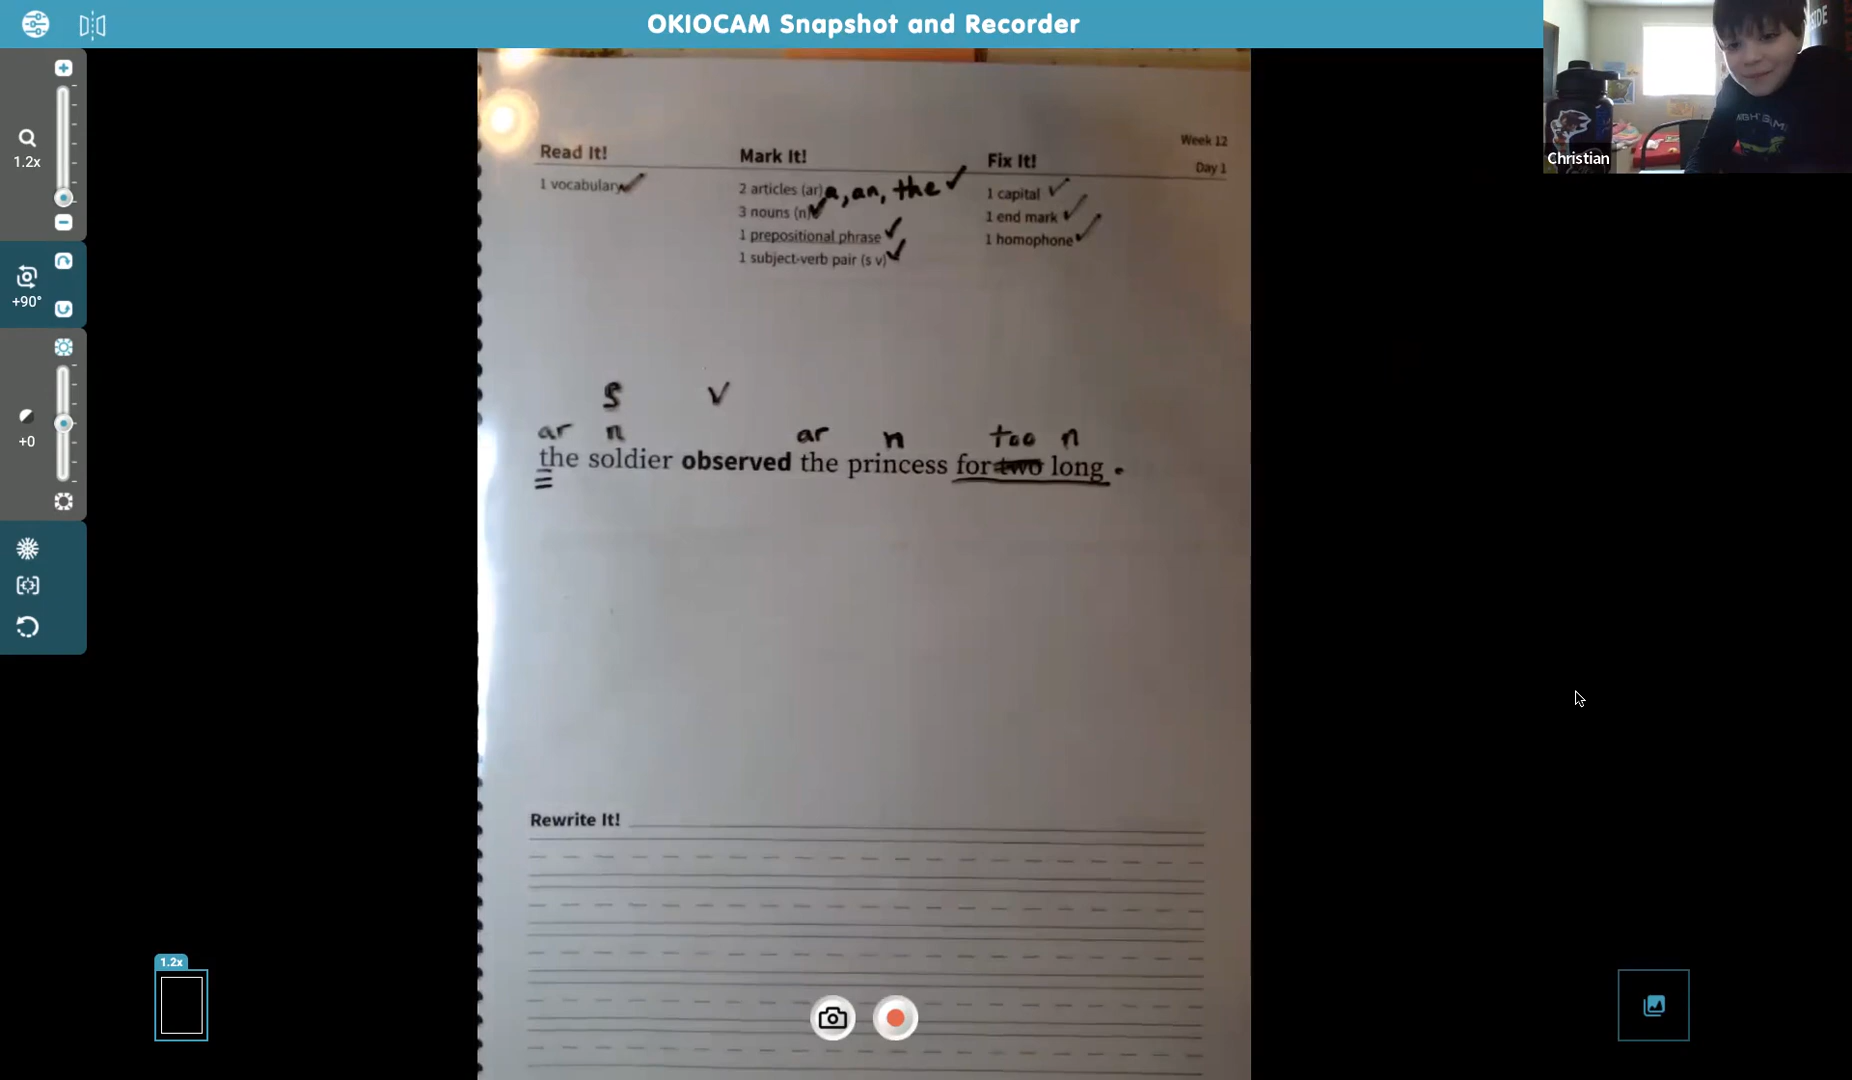 OKIOCAM Snapshot and Recorder
Christian
1.2x
+90°
+0
Week 12
Read It! Mark It! Fix It! Day 1
1 vocabulary 2 articles (ar) a, an, the ✓ 1 capital ✓
3 nouns (n) ✓ 1 end mark ✓
1 prepositional phrase ✓ 1 homophone ✓
1 subject-verb pair (s v) ✓
s v
ar n ar n too n
the soldier observed the princess for two long .
Rewrite It!
1.2x